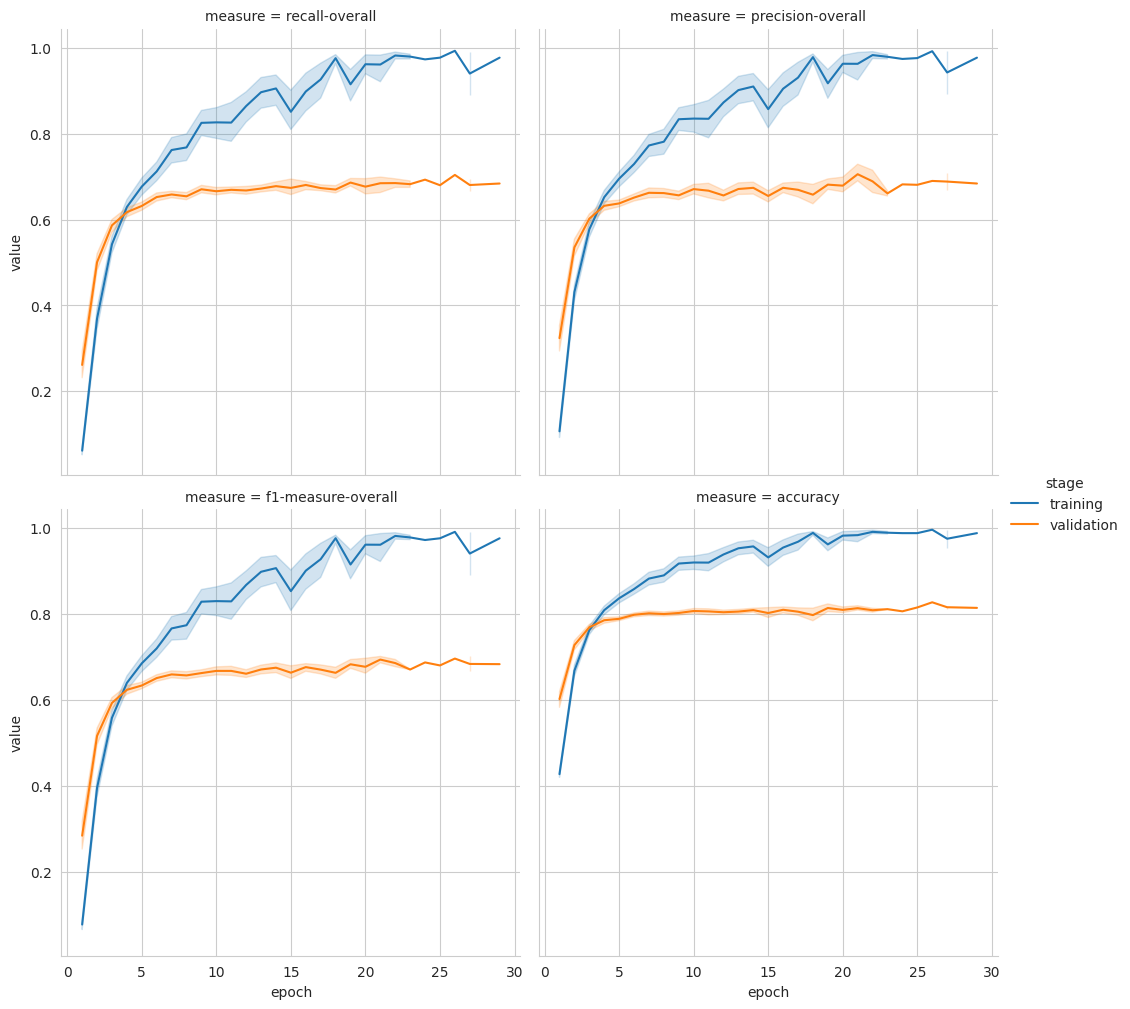 measure = recall-overall
measure = precision-overall
1.0
0.8
0.6
0.4
0.2
value
measure = f1-measure-overall
measure = accuracy
stage
training
validation
1.0
0.8
0.6
0.4
0.2
value
0 5 10 15 20 25 30
0 5 10 15 20 25 30
epoch
epoch